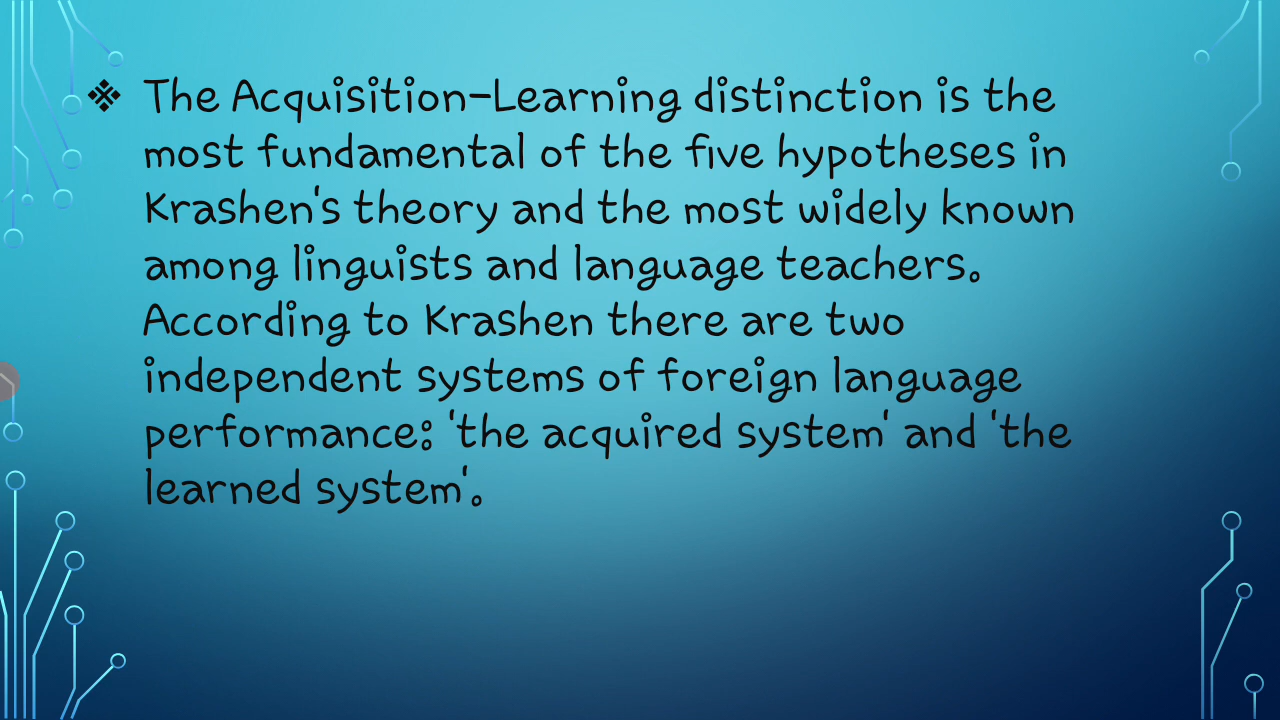 ❖ The Acquisition-Learning distinction is the
most fundamental of the five hypotheses in
Krashen's theory and the most widely known
among linguists and language teachers.
According to Krashen there are two
independent systems of foreign language
performance: 'the acquired system' and 'the
learned system'.